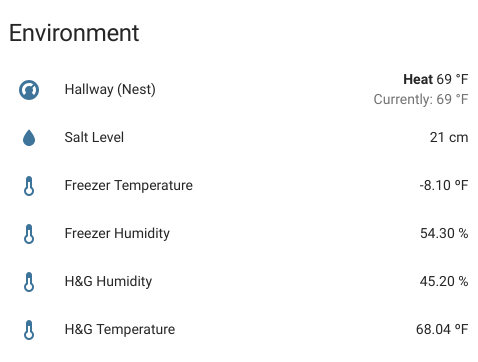 Environment
Hallway (Nest)
Heat 69 °F
Currently: 69 °F
Salt Level
21 cm
Freezer Temperature
-8.10 ºF
Freezer Humidity
54.30 %
H&G Humidity
45.20 %
H&G Temperature
68.04 ºF